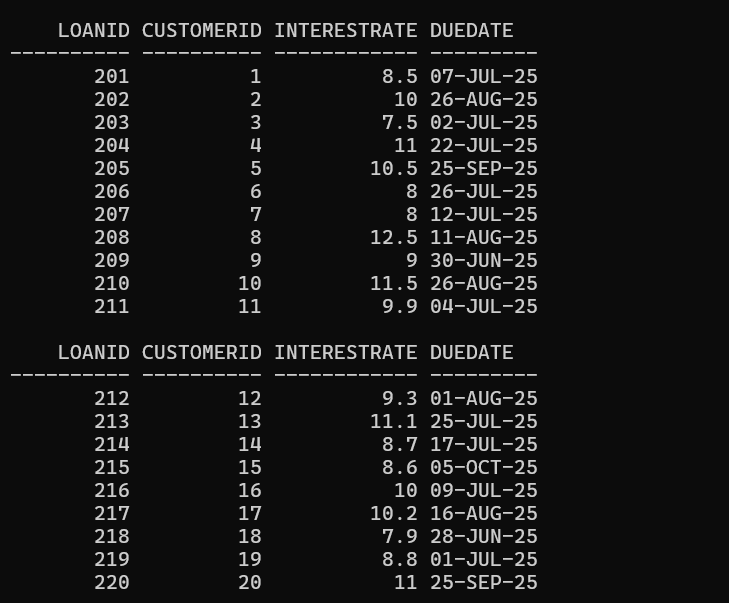 LOANID CUSTOMERID INTERESTRATE DUEDATE
---------- ---------- ------------ ---------
201 1 8.5 07-JUL-25
202 2 10 26-AUG-25
203 3 7.5 02-JUL-25
204 4 11 22-JUL-25
205 5 10.5 25-SEP-25
206 6 8 26-JUL-25
207 7 8 12-JUL-25
208 8 12.5 11-AUG-25
209 9 9 30-JUN-25
210 10 11.5 26-AUG-25
211 11 9.9 04-JUL-25
LOANID CUSTOMERID INTERESTRATE DUEDATE
---------- ---------- ------------ ---------
212 12 9.3 01-AUG-25
213 13 11.1 25-JUL-25
214 14 8.7 17-JUL-25
215 15 8.6 05-OCT-25
216 16 10 09-JUL-25
217 17 10.2 16-AUG-25
218 18 7.9 28-JUN-25
219 19 8.8 01-JUL-25
220 20 11 25-SEP-25